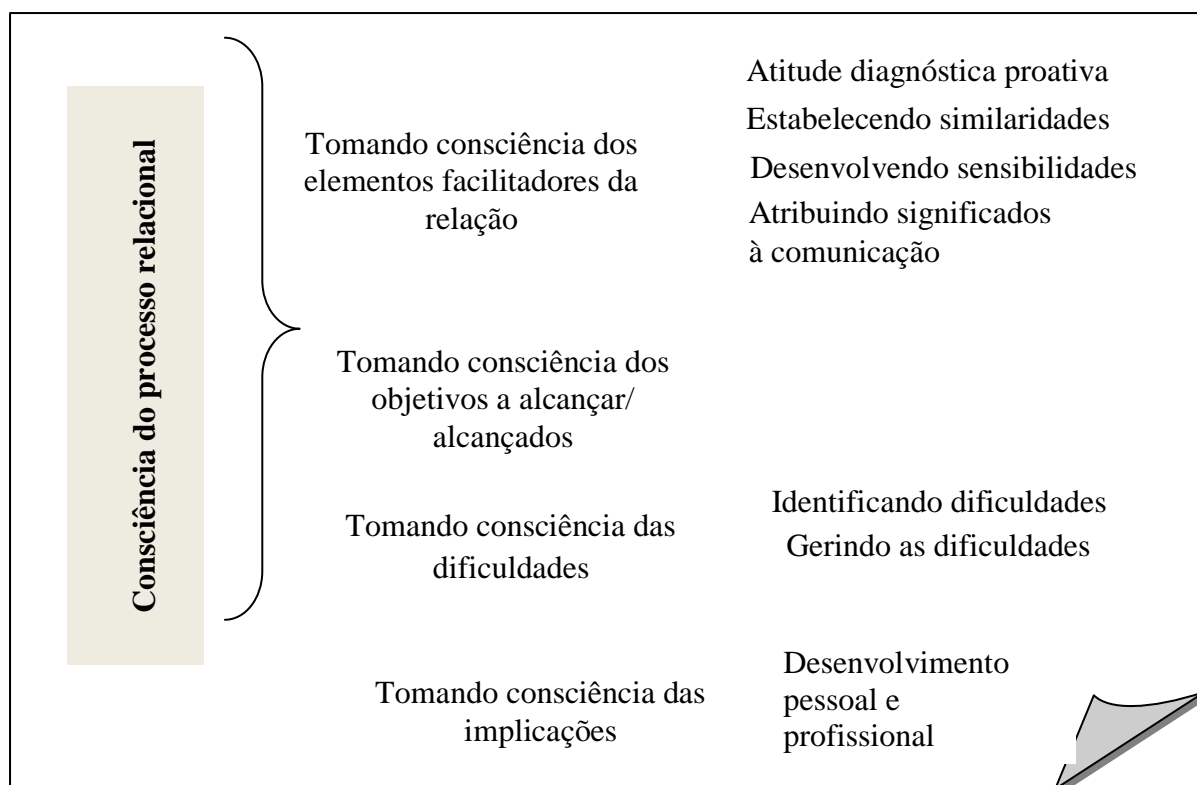 Consciência do processo relacional
Tomando consciência dos
elementos facilitadores da
relação
Atitude diagnóstica proativa
Estabelecendo similaridades
Desenvolvendo sensibilidades
Atribuindo significados
à comunicação
Tomando consciência dos
objetivos a alcançar/
alcançados
Tomando consciência das
dificuldades
Identificando dificuldades
Gerindo as dificuldades
Tomando consciência das
implicações
Desenvolvimento
pessoal e
profissional